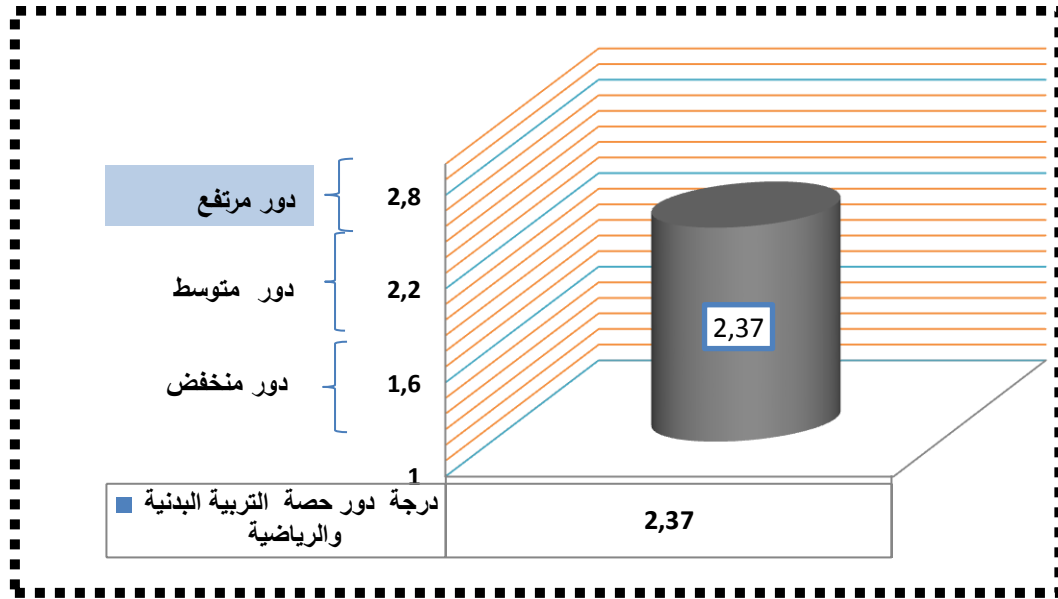 دور مرتفع
2,8
دور متوسط
2,2
دور منخفض
1,6
1
2,37
درجة دور حصة التربية البدنية
والرياضية
2,37